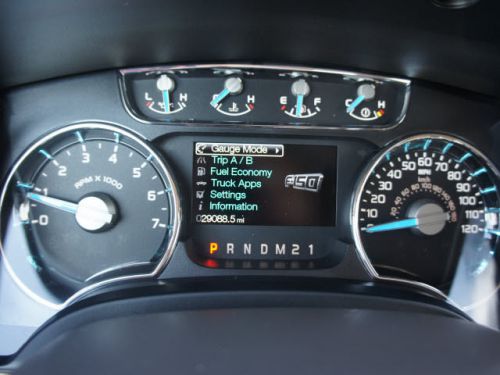 L H C H E F C H
Gauge Mode
Trip A / B
Fuel Economy
Truck Apps
Settings
Information
029088.5 mi
F150
P R N D M 2 1
0 1 2 3 4 5 6 7
RPM X 1000
MPH
0 10 20 30 40 50 60 70 80 90 100 110 120